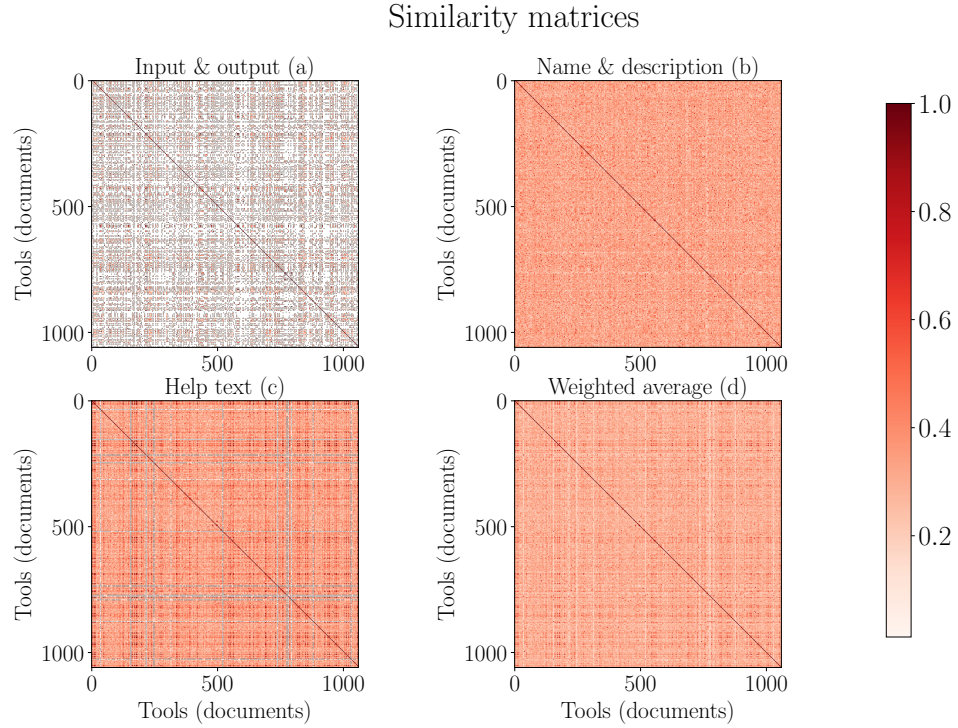 Similarity matrices
Input & output (a)
Name & description (b)
0
500
1000
Tools (documents)
0
500
1000
0
500
1000
Tools (documents)
0
500
1000
Help text (c)
Weighted average (d)
0
500
1000
Tools (documents)
0
500
1000
Tools (documents)
0
500
1000
Tools (documents)
0
500
1000
Tools (documents)
1.0
0.8
0.6
0.4
0.2